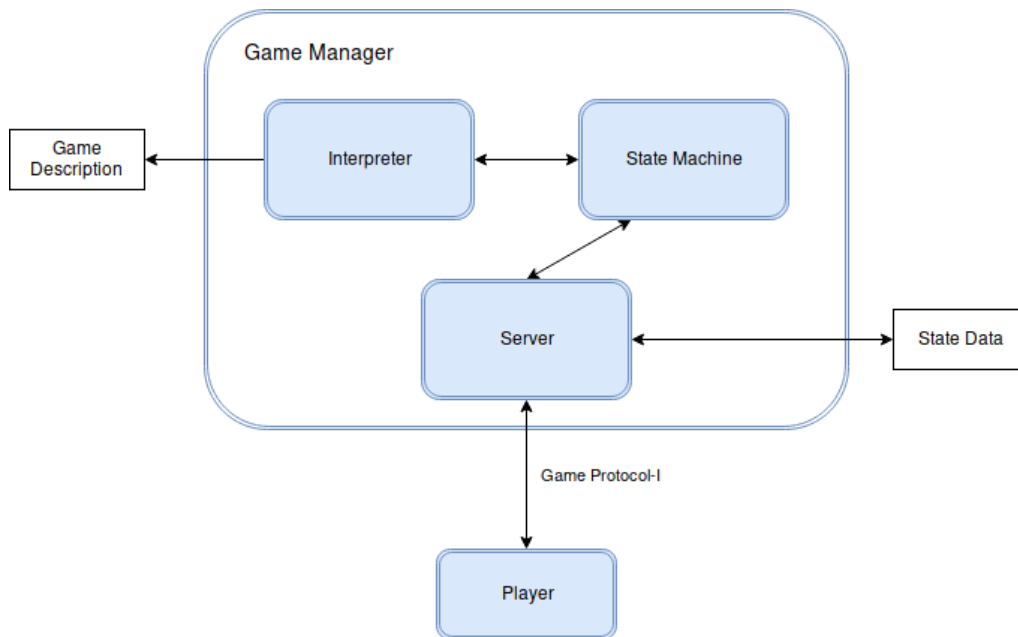 Game Manager
Game
Description
Interpreter
State Machine
Server
State Data
Game Protocol-I
Player